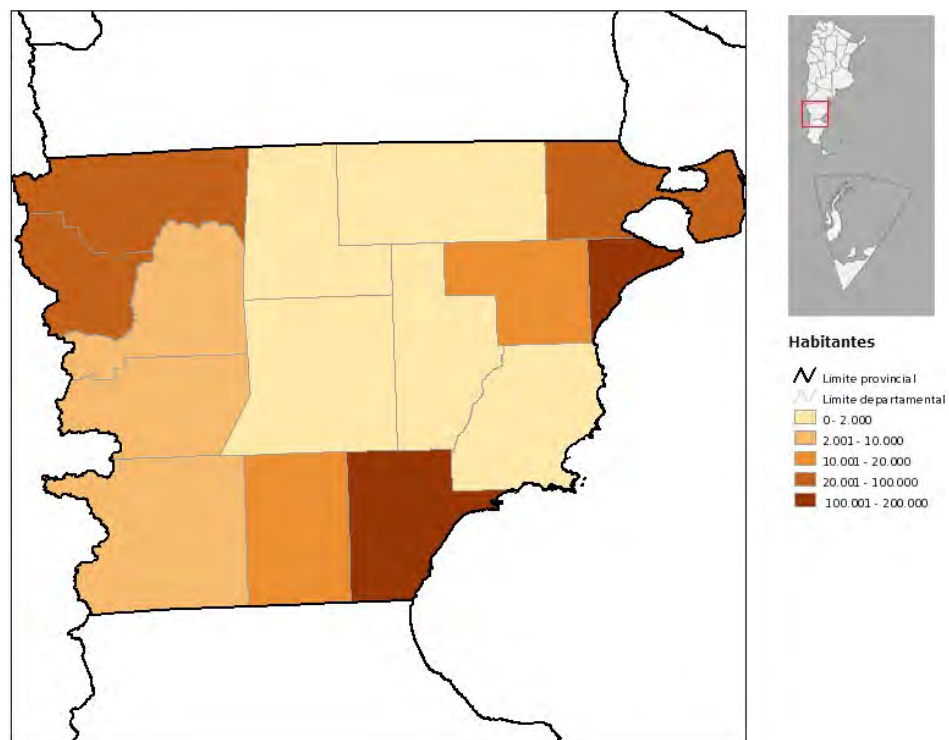 Habitantes
Limite provincial
Limite departamental
0 - 2.000
2.001 - 10.000
10.001 - 20.000
20.001 - 100.000
100.001 - 200.000